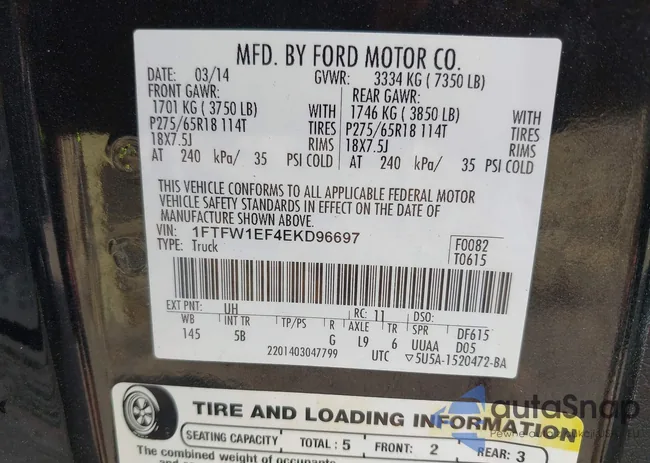 MFD. BY FORD MOTOR CO.
DATE: 03/14 GVWR: 3334 KG ( 7350 LB)
FRONT GAWR: REAR GAWR:
1701 KG ( 3750 LB) WITH 1746 KG ( 3850 LB) WITH
P275/65R18 114T TIRES P275/65R18 114T TIRES
18X7.5J RIMS 18X7.5J RIMS
AT 240 kPa/ 35 PSI COLD AT 240 kPa/ 35 PSI COLD
THIS VEHICLE CONFORMS TO ALL APPLICABLE FEDERAL MOTOR
VEHICLE SAFETY STANDARDS IN EFFECT ON THE DATE OF
MANUFACTURE SHOWN ABOVE.
VIN: 1FTFW1EF4EKD96697 F0082
TYPE: Truck T0615
EXT PNT: UH RC: 11 DSO:
WB INT TR TP/PS R AXLE TR SPR DF615
145 5B G L9 6 UUAA D05
2201403047799 UTC ▽5U5A-1520472-BA
TIRE AND LOADING INFORMATION
SEATING CAPACITY TOTAL : 5 FRONT: 2 REAR: 3
The combined weight of occupants
autoSnap